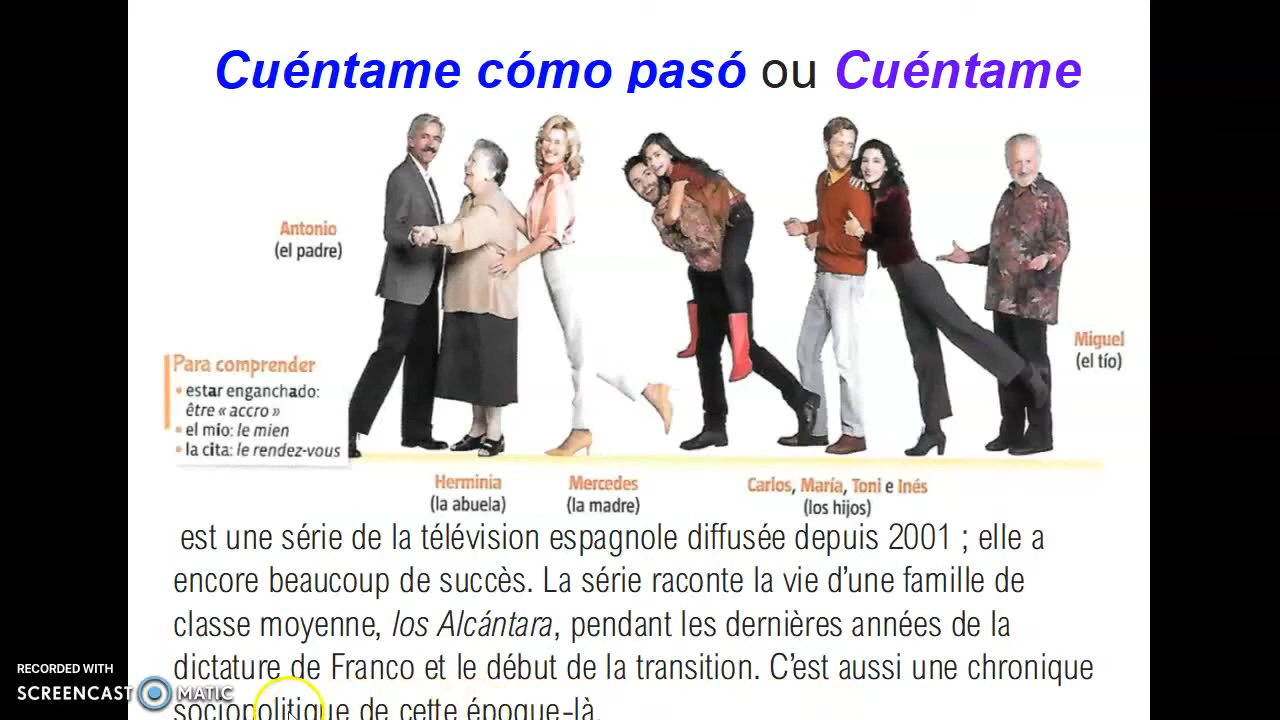 Cuéntame cómo pasó ou Cuéntame
Antonio
(el padre)
Miguel
(el tío)
Para comprender
• estar enganchado:
être « accro »
• el mío: le mien
• la cita: le rendez-vous
Herminia
(la abuela)
Mercedes
(la madre)
Carlos, María, Toni e Inés
(los hijos)
est une série de la télévision espagnole diffusée depuis 2001 ; elle a
encore beaucoup de succès. La série raconte la vie d'une famille de
classe moyenne, los Alcántara, pendant les dernières années de la
dictature de Franco et le début de la transition. C'est aussi une chronique
sociopolitique de cette époque-là.
RECORDED WITH
SCREENCAST MATIC